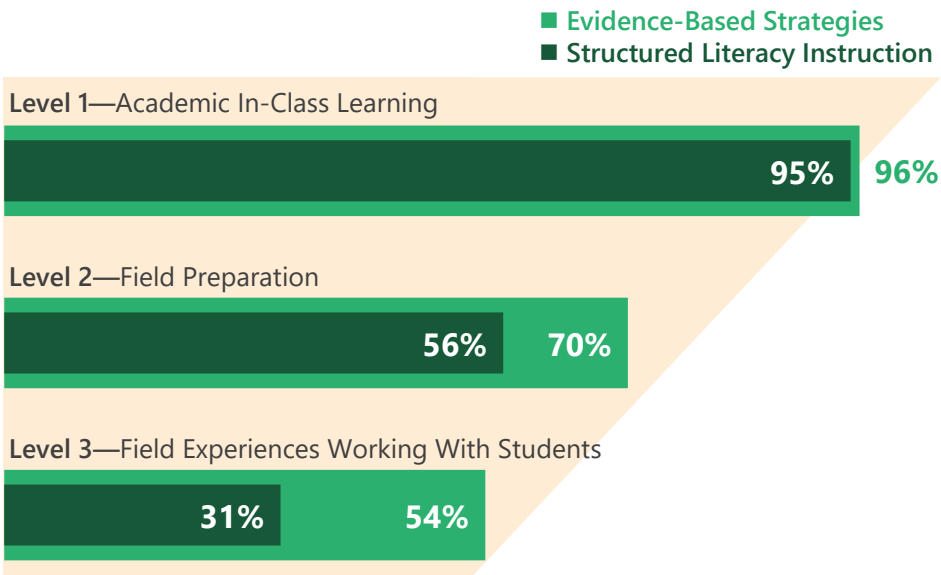 Evidence-Based Strategies
Structured Literacy Instruction
Level 1—Academic In-Class Learning
95% 96%
Level 2—Field Preparation
56% 70%
Level 3—Field Experiences Working With Students
31% 54%